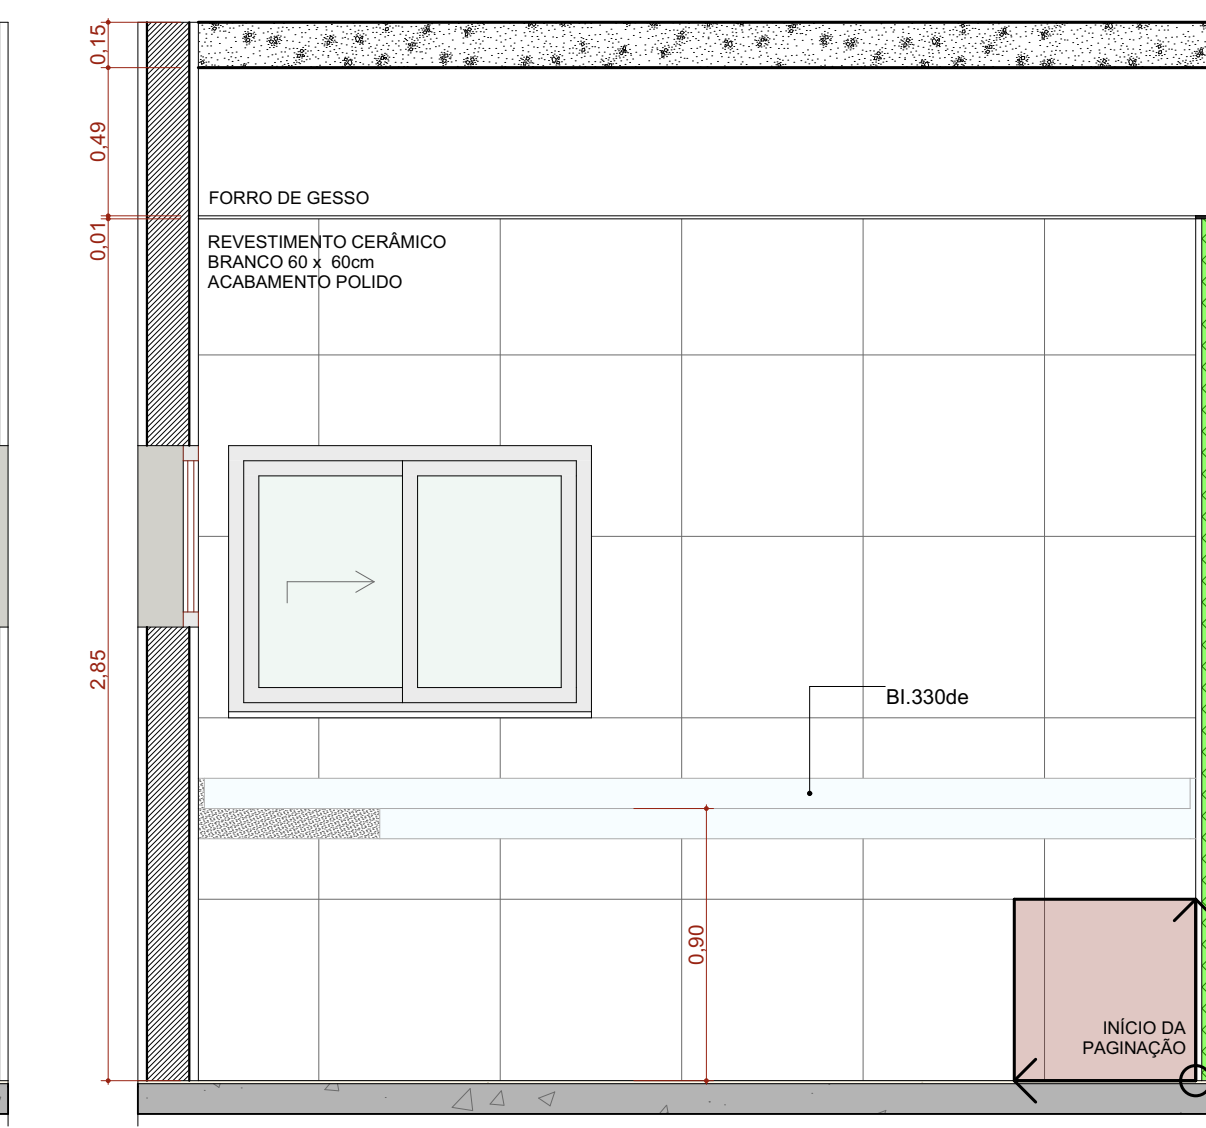 0,15
0,49
FORRO DE GESSO
0,01
REVESTIMENTO CERÂMICO
BRANCO 60 x 60cm
ACABAMENTO POLIDO
2,85
BI.330de
0,90
INÍCIO DA
PAGINAÇÃO